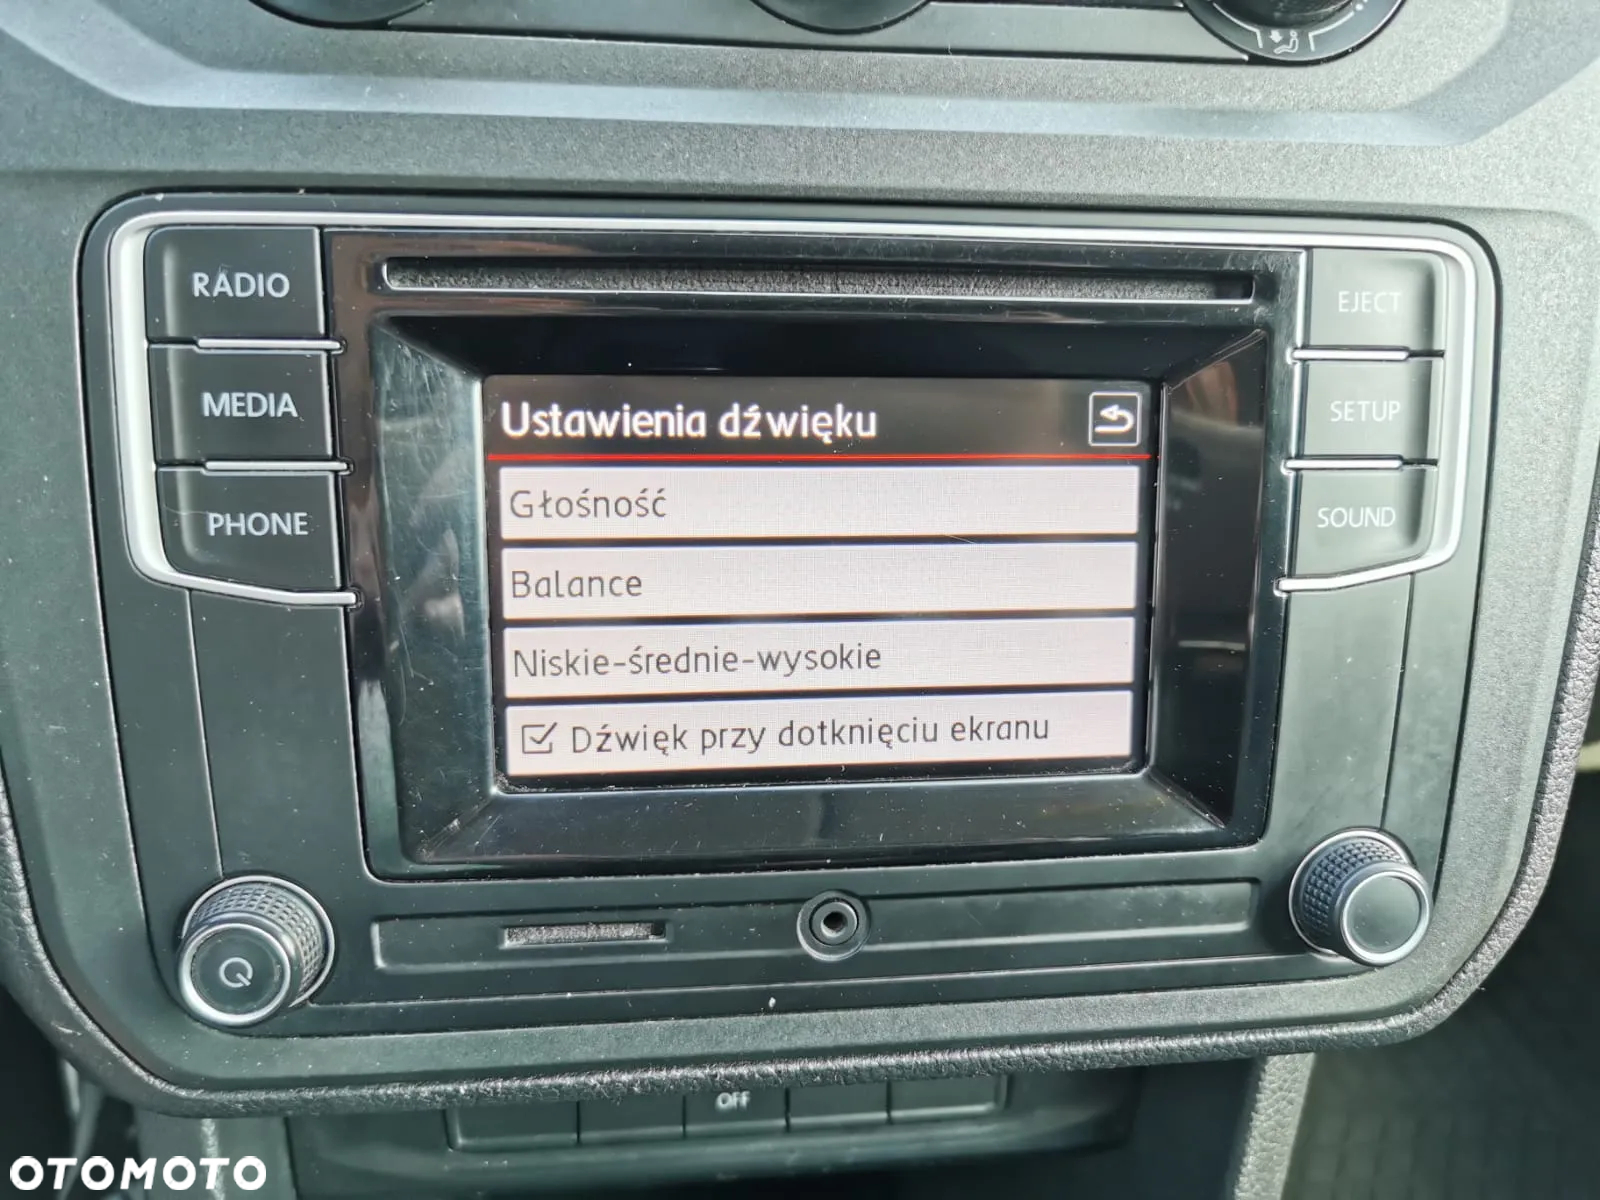 RADIO
EJECT
MEDIA
Ustawienia dźwięku
SETUP
Głośność
PHONE
SOUND
Balance
Niskie-średnie-wysokie
Dźwięk przy dotknięciu ekranu
OFF
OTOMOTO